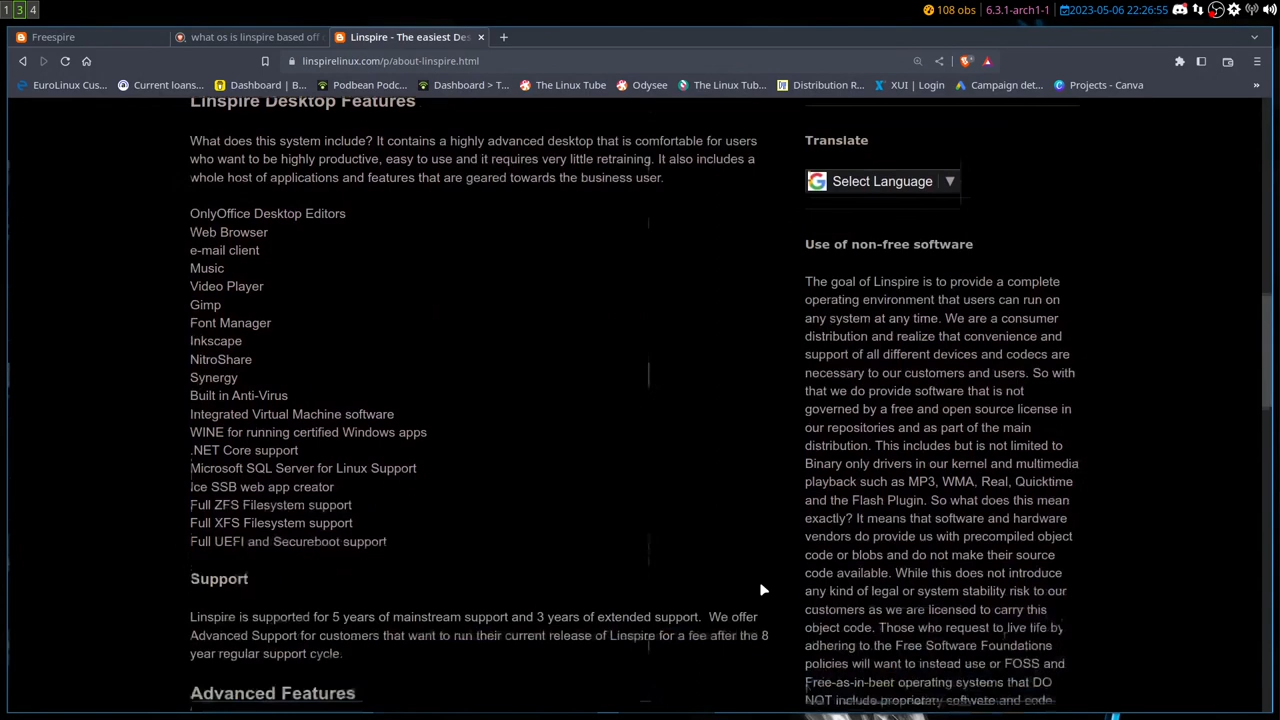 1 3 4
108 obs 6.3.1-arch1-1 2023-05-06 22:26:55
Freespire
what os is linspire based off
Linspire - The easiest Des
linspirelinux.com/p/about-linspire.html
EuroLinux Cus... Current loans... Dashboard | B... Podbean Podc... Dashboard > T... The Linux Tube Odysee The Linux Tub... Distribution R... XUI | Login Campaign det... Projects - Canva »
Linspire Desktop Features
What does this system include? It contains a highly advanced desktop that is comfortable for users
who want to be highly productive, easy to use and it requires very little retraining. It also includes a
whole host of applications and features that are geared towards the business user.
OnlyOffice Desktop Editors
Web Browser
e-mail client
Music
Video Player
Gimp
Font Manager
Inkscape
NitroShare
Synergy
Built in Anti-Virus
Integrated Virtual Machine software
WINE for running certified Windows apps
.NET Core support
Microsoft SQL Server for Linux Support
Ice SSB web app creator
Full ZFS Filesystem support
Full XFS Filesystem support
Full UEFI and Secureboot support
Support
Linspire is supported for 5 years of mainstream support and 3 years of extended support. We offer
Advanced Support for customers that want to run their current release of Linspire for a fee after the 8
year regular support cycle.
Advanced Features
Translate
Select Language
Use of non-free software
The goal of Linspire is to provide a complete
operating environment that users can run on
any system at any time. We are a consumer
distribution and realize that convenience and
support of all different devices and codecs are
necessary to our customers and users. So with
that we do provide software that is not
governed by a free and open source license in
our repositories and as part of the main
distribution. This includes but is not limited to
Binary only drivers in our kernel and multimedia
playback such as MP3, WMA, Real, Quicktime
and the Flash Plugin. So what does this mean
exactly? It means that software and hardware
vendors do provide us with precompiled object
code or blobs and do not make their source
code available. While this does not introduce
any kind of legal or system stability risk to our
customers as we are licensed to carry this
object code. Those who request to live life by
adhering to the Free Software Foundations
policies will want to instead use or FOSS and
Free-as-in-beer operating systems that DO
NOT include propriary software and code